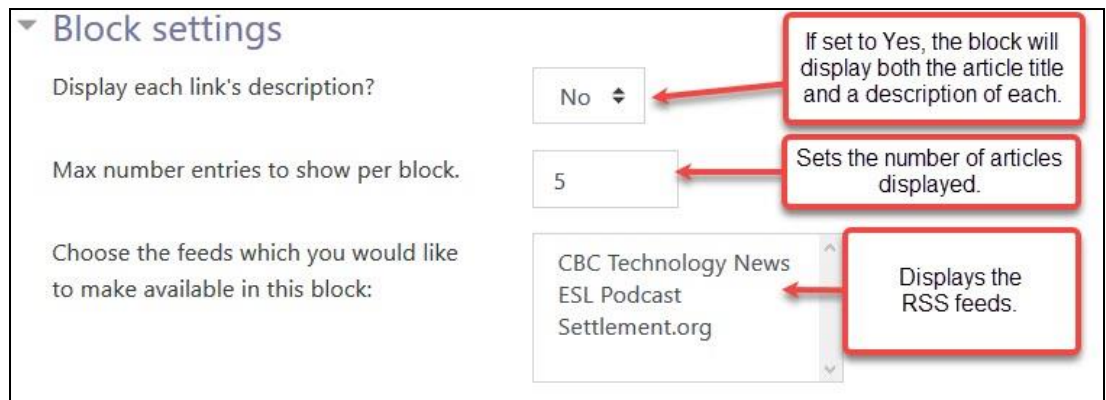 Block settings
Display each link's description?
No
If set to Yes, the block will
display both the article title
and a description of each.
Max number entries to show per block.
5
Sets the number of articles
displayed.
Choose the feeds which you would like
to make available in this block:
CBC Technology News
ESL Podcast
Settlement.org
Displays the
RSS feeds.